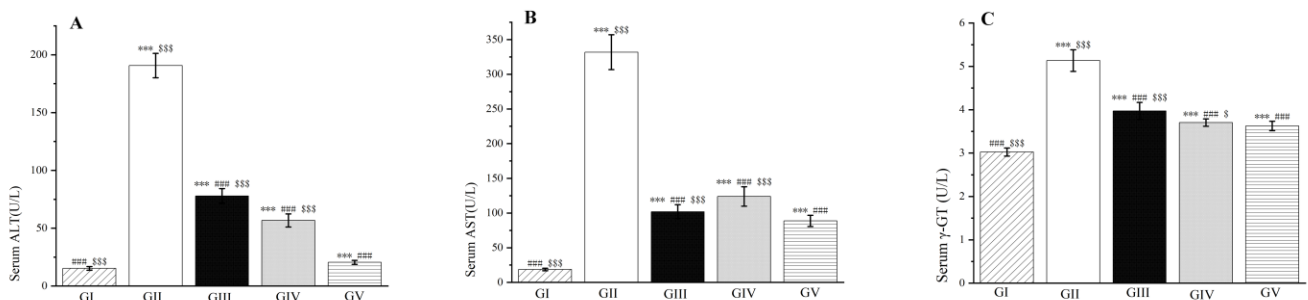 A
Serum ALT(U/L)
200
150
100
50
0
*** $$$
*** ### $$$
*** ### $$$
*** ###
### $$$
GI GII GIII GIV GV
B
Serum AST(U/L)
350
300
250
200
150
100
50
0
*** $$$
*** ### $$$
*** ### $$$
*** ###
### $$$
GI GII GIII GIV GV
C
Serum γ-GT (U/L)
6
5
4
3
2
1
0
*** $$$
*** ### $$$
*** ### $
*** ###
### $$$
GI GII GIII GIV GV